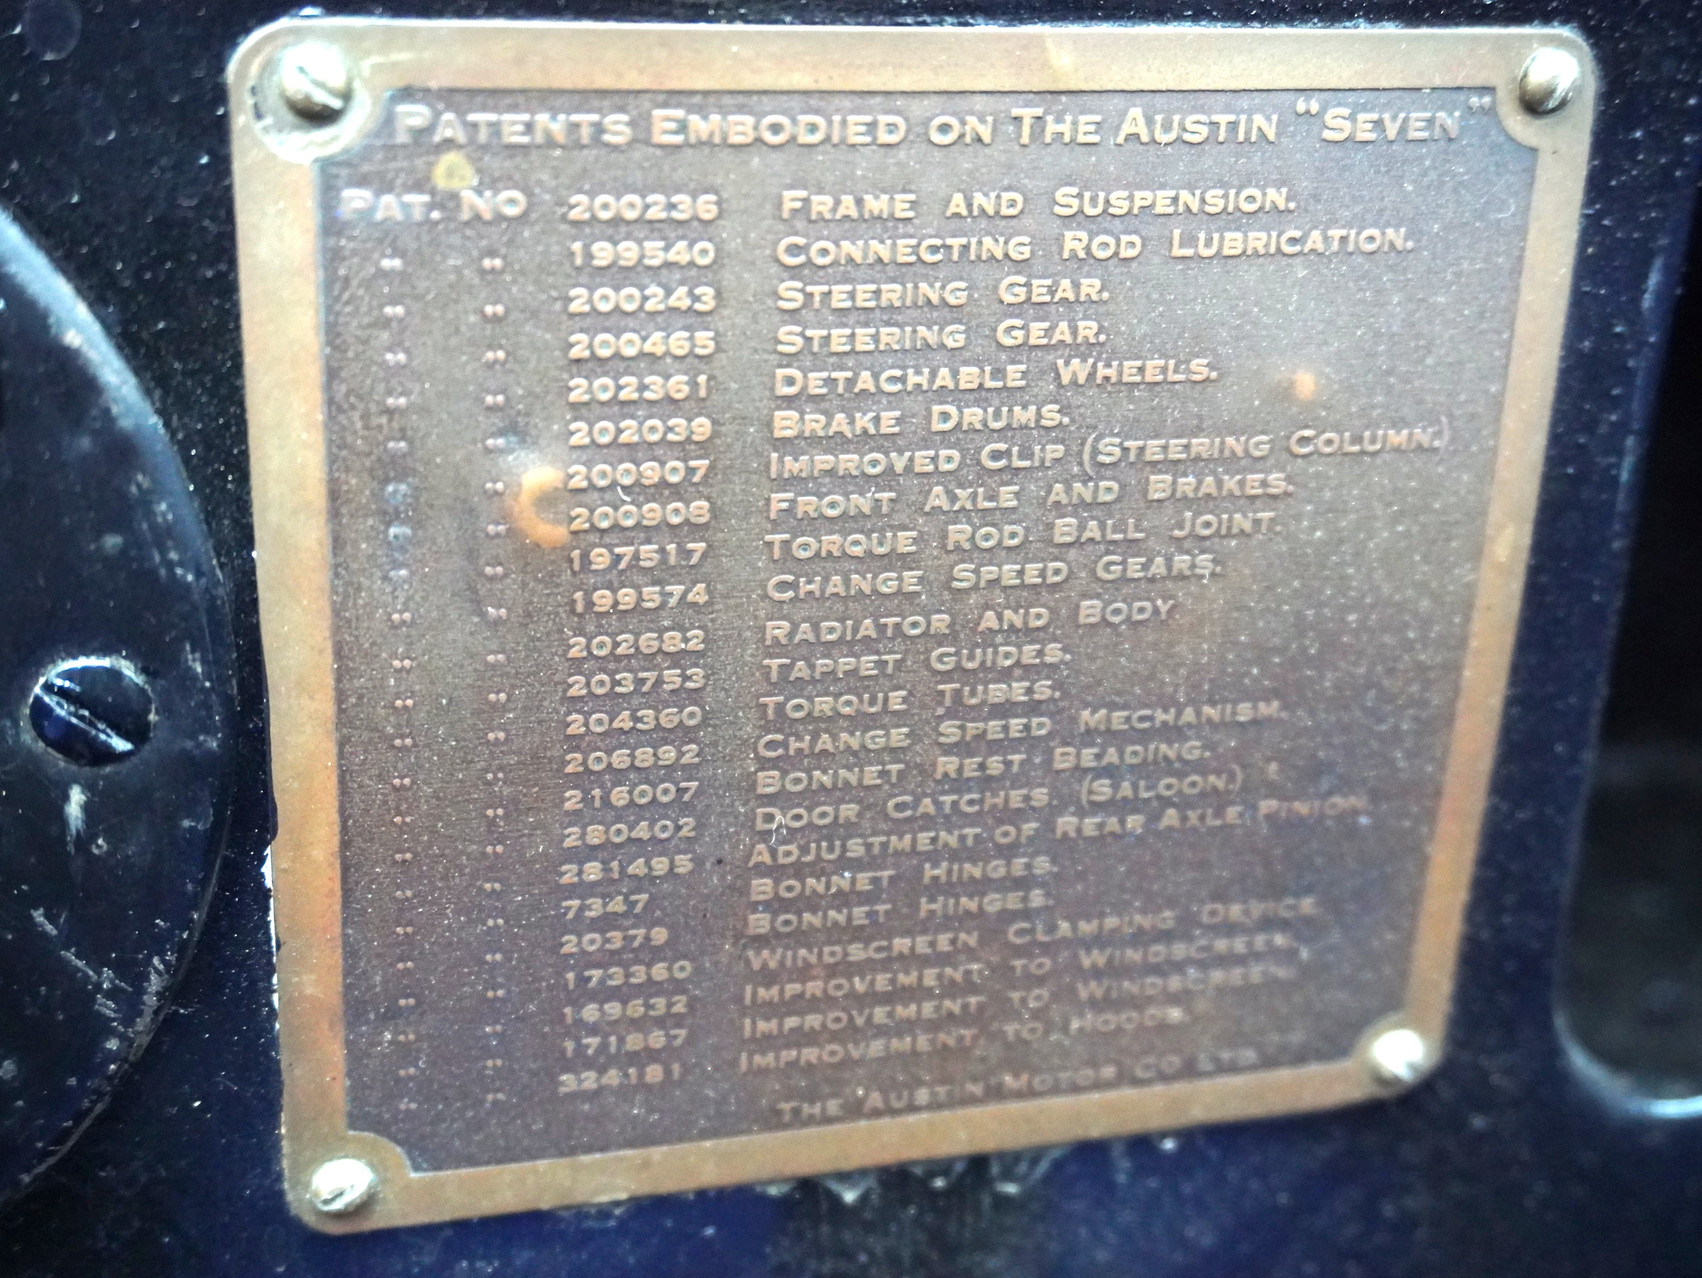 PATENTS EMBODIED ON THE AUSTIN "SEVEN"
PAT. NO 200236 FRAME AND SUSPENSION.
" " 199540 CONNECTING ROD LUBRICATION.
" " 200243 STEERING GEAR.
" " 200465 STEERING GEAR.
" " 202361 DETACHABLE WHEELS.
" " 202039 BRAKE DRUMS.
" " 200907 IMPROVED CLIP (STEERING COLUMN.)
" " 200908 FRONT AXLE AND BRAKES.
" " 197517 TORQUE ROD BALL JOINT.
" " 199574 CHANGE SPEED GEARS.
" " 202682 RADIATOR AND BODY.
" " 203753 TAPPET GUIDES.
" " 204360 TORQUE TUBES.
" " 206892 CHANGE SPEED MECHANISM.
" " 216007 BONNET REST BEADING.
" " 280402 DOOR CATCHES. (SALOON.)
" " 281495 ADJUSTMENT OF REAR AXLE PINION.
" " 7347 BONNET HINGES.
" " 20379 BONNET HINGES.
" " 173360 WINDSCREEN CLAMPING DEVICE.
" " 169632 IMPROVEMENT TO WINDSCREEN.
" " 171867 IMPROVEMENT TO WINDSCREEN.
" " 324181 IMPROVEMENT TO HOODS.
THE AUSTIN MOTOR CO LTD.